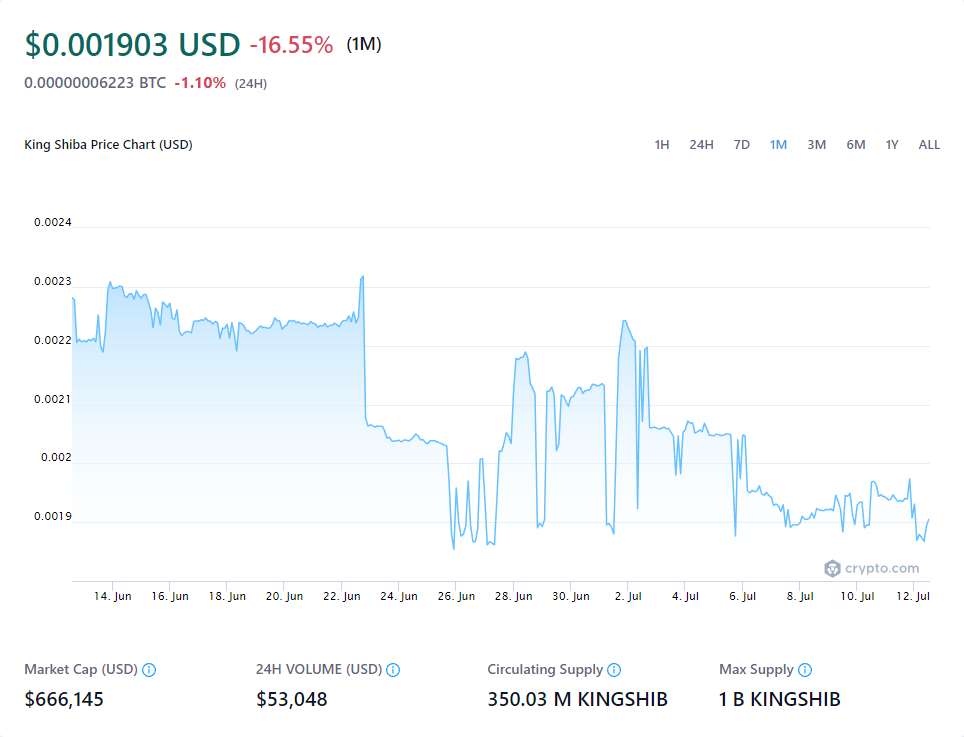 $0.001903 USD -16.55% (1M)
0.00000006223 BTC -1.10% (24H)
King Shiba Price Chart (USD) 1H 24H 7D 1M 3M 6M 1Y ALL
0.0024
0.0023
0.0022
0.0021
0.002
0.0019
crypto.com
14. Jun 16. Jun 18. Jun 20. Jun 22. Jun 24. Jun 26. Jun 28. Jun 30. Jun 2. Jul 4. Jul 6. Jul 8. Jul 10. Jul 12. Jul
Market Cap (USD) 24H VOLUME (USD) Circulating Supply Max Supply
$666,145 $53,048 350.03 M KINGSHIB 1 B KINGSHIB